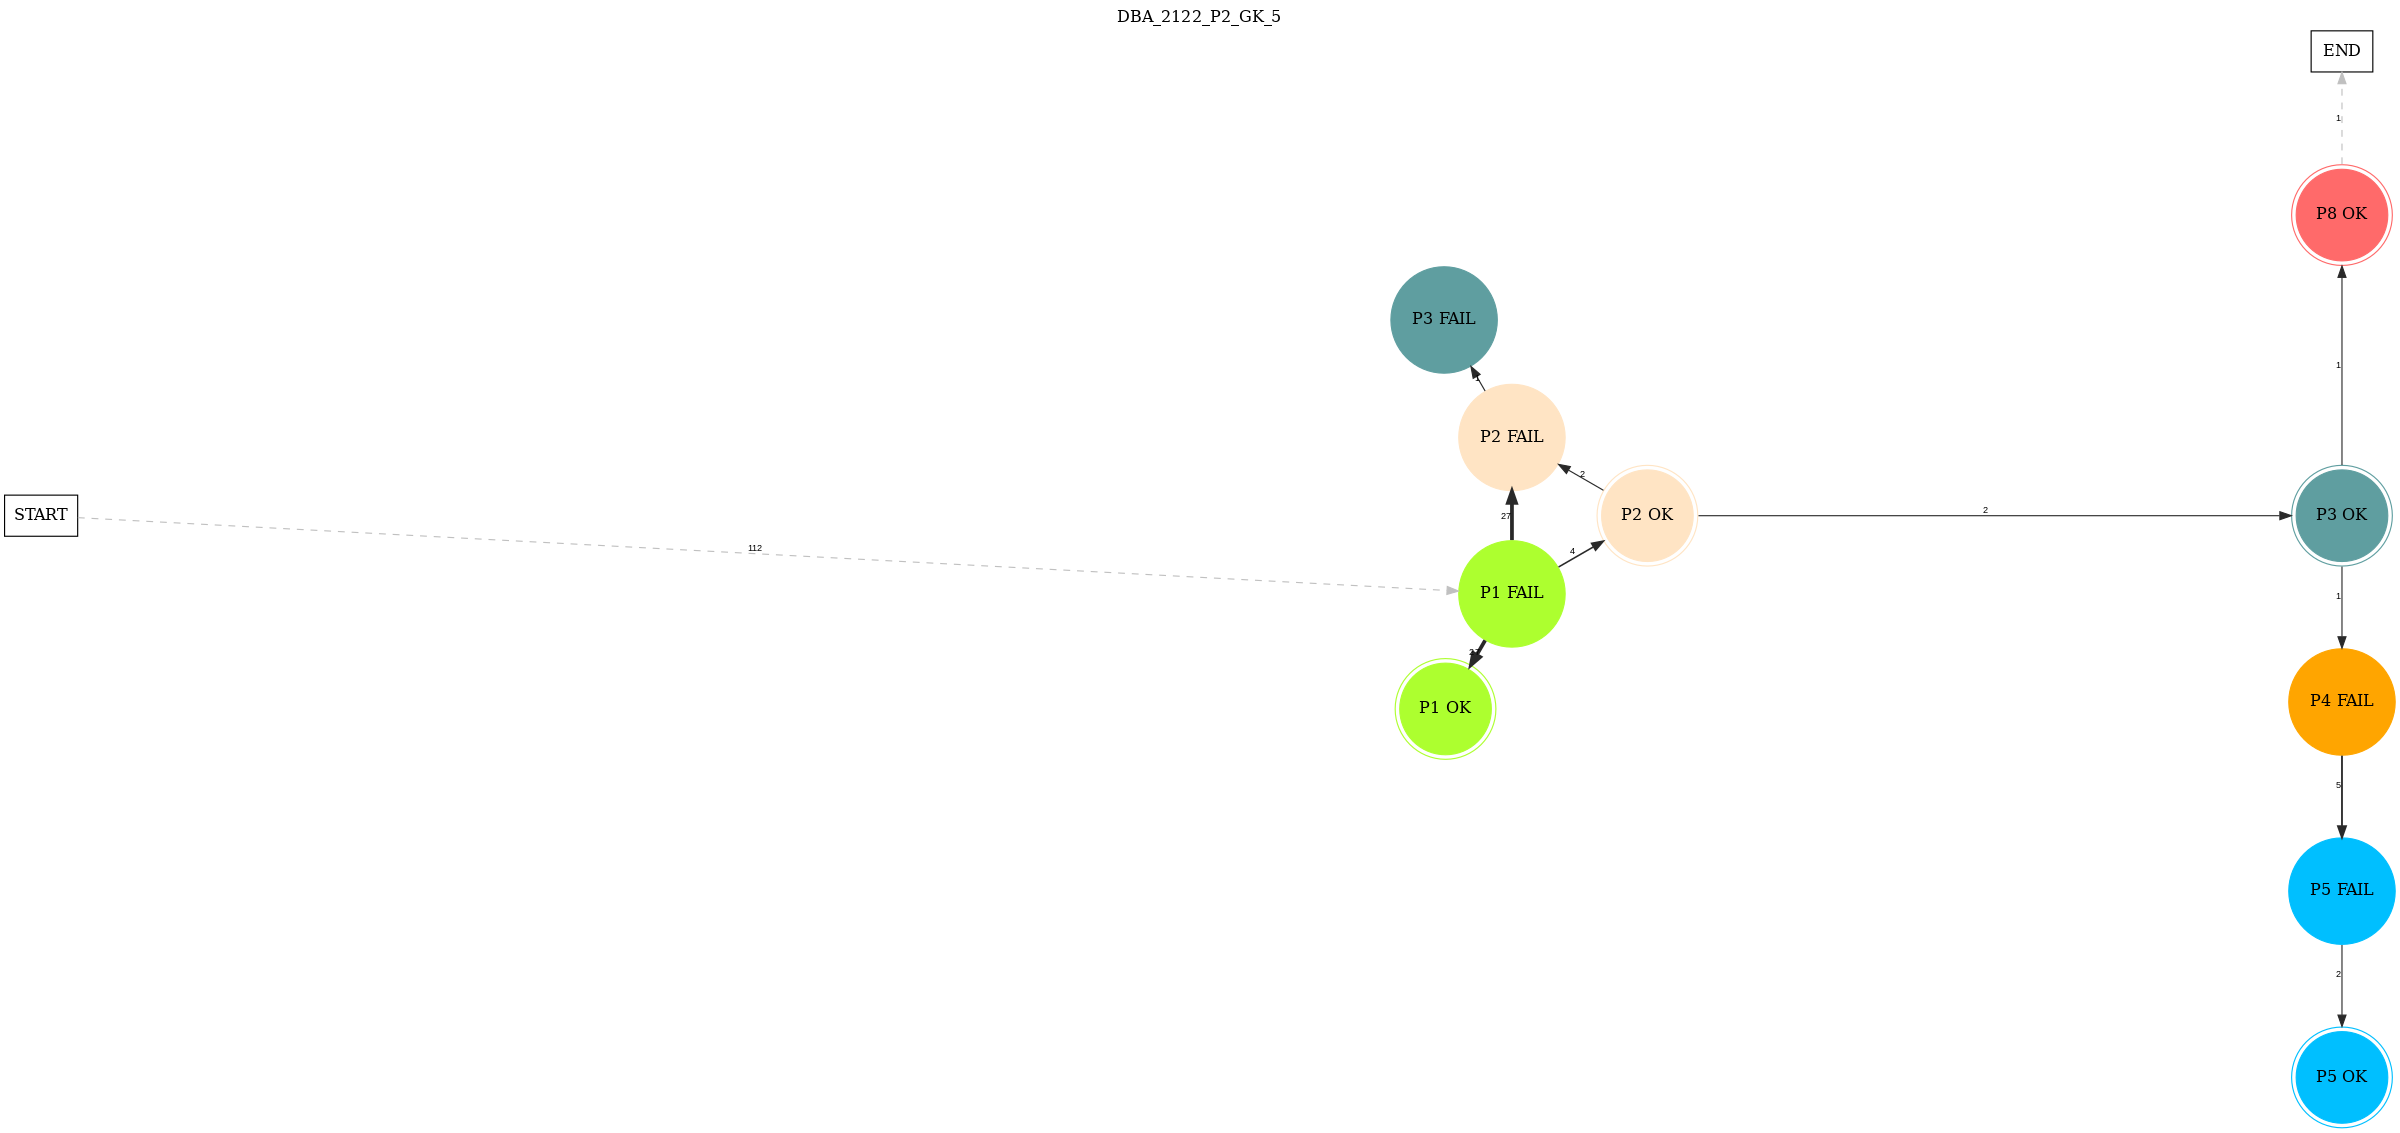 DBA_2122_P2_GK_5
END
1
P8 OK
P3 FAIL
1
1
P2 FAIL
2
START
27
P2 OK
2
P3 OK
112
4
P1 FAIL
1
P1 OK
P4 FAIL
5
P5 FAIL
2
P5 OK